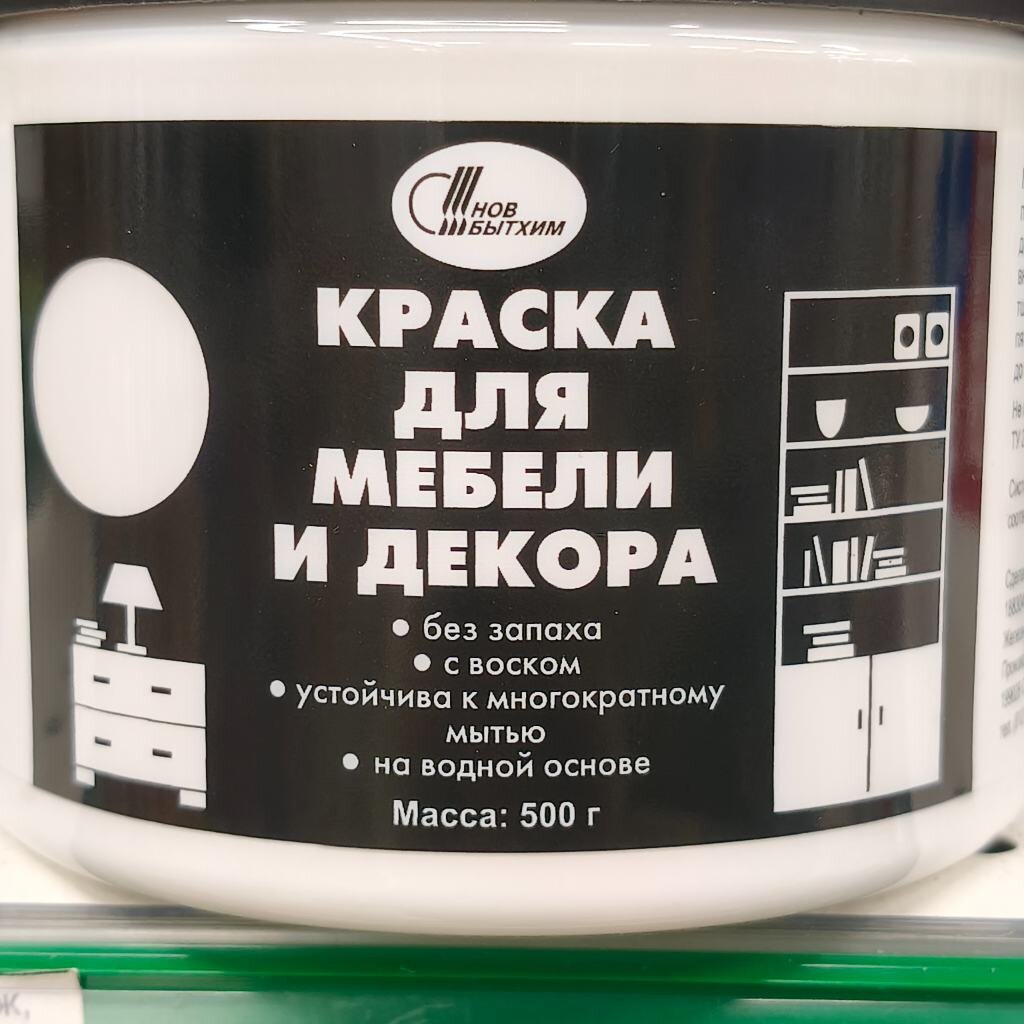 НОВ
БЫТХИМ
КРАСКА
ДЛЯ
МЕБЕЛИ
И ДЕКОРА
• без запаха
• с воском
• устойчива к многократному
мытью
• на водной основе
Масса: 500 г